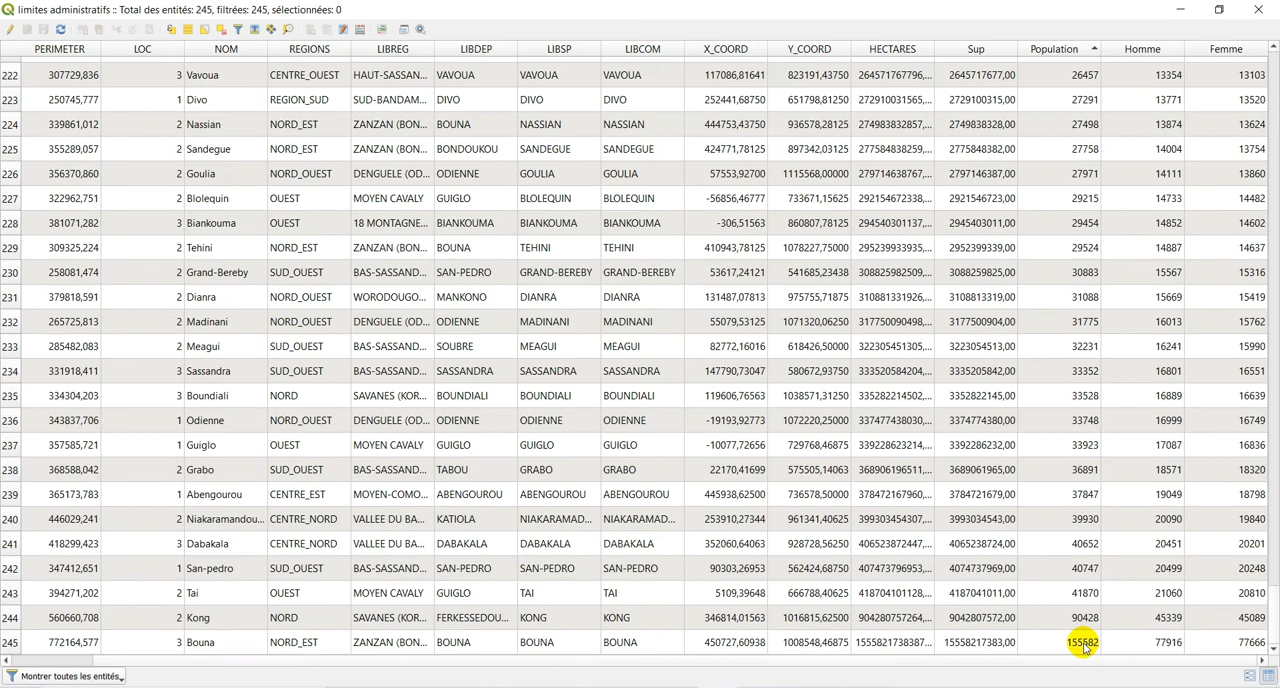 limites administratifs :: Total des entités: 245, filtrées: 245, sélectionnées: 0
PERIMETER LOC NOM REGIONS LIBREG LIBDEP LIBSP LIBCOM X_COORD Y_COORD HECTARES Sup Population Homme Femme
222 307729,836 3 Vavoua CENTRE_OUEST HAUT-SASSAN... VAVOUA VAVOUA VAVOUA 117086,81641 823191,43750 264571767796,... 2645717677,00 26457 13354 13103
223 250745,777 1 Divo REGION_SUD SUD-BANDAM... DIVO DIVO DIVO 252441,68750 651798,81250 272910031565,... 2729100315,00 27291 13771 13520
224 339861,012 2 Nassian NORD_EST ZANZAN (BON... BOUNA NASSIAN NASSIAN 444753,43750 936578,28125 274983832857,... 2749838328,00 27498 13874 13624
225 355289,057 2 Sandegue NORD_EST ZANZAN (BON... BONDOUKOU SANDEGUE SANDEGUE 424771,78125 897342,03125 277584838259,... 2775848382,00 27758 14004 13754
226 356370,860 2 Goulia NORD_OUEST DENGUELE (OD... ODIENNE GOULIA GOULIA 57553,92700 1115568,00000 279714638767,... 2797146387,00 27971 14111 13860
227 322962,751 2 Blolequin OUEST MOYEN CAVALY GUIGLO BLOLEQUIN BLOLEQUIN -56856,46777 733671,15625 292154672338,... 2921546723,00 29215 14733 14482
228 381071,282 3 Biankouma OUEST 18 MONTAGNE... BIANKOUMA BIANKOUMA BIANKOUMA -306,51563 860807,78125 294540301137,... 2945403011,00 29454 14852 14602
229 309325,224 2 Tehini NORD_EST ZANZAN (BON... BOUNA TEHINI TEHINI 410943,78125 1078227,75000 295239933935,... 2952399339,00 29524 14887 14637
230 258081,474 2 Grand-Bereby SUD_OUEST BAS-SASSAND... SAN-PEDRO GRAND-BEREBY GRAND-BEREBY 53617,24121 541685,23438 308825982509,... 3088259825,00 30883 15567 15316
231 379818,591 2 Dianra NORD_OUEST WORODOUGO... MANKONO DIANRA DIANRA 131487,07813 975755,71875 310881331926,... 3108813319,00 31088 15669 15419
232 265725,813 2 Madinani NORD_OUEST DENGUELE (OD... ODIENNE MADINANI MADINANI 55079,53125 1071320,06250 317750090498,... 3177500904,00 31775 16013 15762
233 285482,083 2 Meagui SUD_OUEST BAS-SASSAND... SOUBRE MEAGUI MEAGUI 82772,16016 618426,50000 322305451305,... 3223054513,00 32231 16241 15990
234 331918,411 3 Sassandra SUD_OUEST BAS-SASSAND... SASSANDRA SASSANDRA SASSANDRA 147790,73047 580672,93750 333520584204,... 3335205842,00 33352 16801 16551
235 334304,203 3 Boundiali NORD SAVANES (KOR... BOUNDIALI BOUNDIALI BOUNDIALI 119606,76563 1038571,31250 335282214502,... 3352822145,00 33528 16889 16639
236 343837,706 1 Odienne NORD_OUEST DENGUELE (OD... ODIENNE ODIENNE ODIENNE -19193,92773 1072220,25000 337477438030,... 3374774380,00 33748 16999 16749
237 357585,721 1 Guiglo OUEST MOYEN CAVALY GUIGLO GUIGLO GUIGLO -10077,72656 729768,46875 339228623214,... 3392286232,00 33923 17087 16836
238 368588,042 2 Grabo SUD_OUEST BAS-SASSAND... TABOU GRABO GRABO 22170,41699 575505,14063 368906196511,... 3689061965,00 36891 18571 18320
239 365173,783 1 Abengourou CENTRE_EST MOYEN-COMO... ABENGOUROU ABENGOUROU ABENGOUROU 445938,62500 736578,50000 378472167960,... 3784721679,00 37847 19049 18798
240 446029,241 2 Niakaramandou... CENTRE_NORD VALLEE DU BA... KATIOLA NIAKARAMAD... NIAKARAMAD... 253910,27344 961341,40625 399303454307,... 3993034543,00 39930 20090 19840
241 418299,423 3 Dabakala CENTRE_NORD VALLEE DU BA... DABAKALA DABAKALA DABAKALA 352060,64063 928728,56250 406523872447,... 4065238724,00 40652 20451 20201
242 347412,651 1 San-pedro SUD_OUEST BAS-SASSAND... SAN-PEDRO SAN-PEDRO SAN-PEDRO 90303,26953 562424,68750 407473796953,... 4074737969,00 40747 20499 20248
243 394271,202 2 Tai OUEST MOYEN CAVALY GUIGLO TAI TAI 5109,39648 666788,40625 418704101128,... 4187041011,00 41870 21060 20810
244 560660,708 2 Kong NORD SAVANES (KOR... FERKESSEDOU... KONG KONG 346814,01563 1016815,62500 904280757264,... 9042807572,00 90428 45339 45089
245 772164,577 3 Bouna NORD_EST ZANZAN (BON... BOUNA BOUNA BOUNA 450727,60938 1008548,46875 1555821738387... 15558217383,00 155582 77916 77666
Montrer toutes les entités